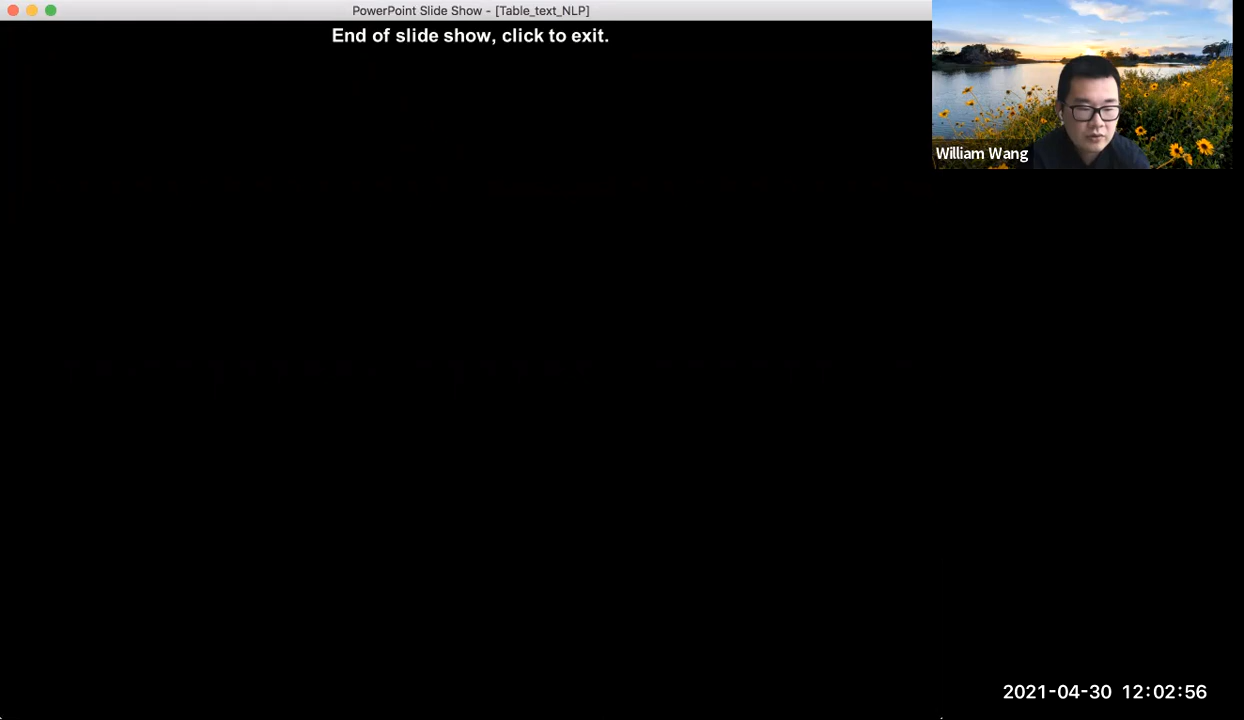 PowerPoint Slide Show - [Table_text_NLP]
End of slide show, click to exit.
William Wang
2021-04-30 12:02:56